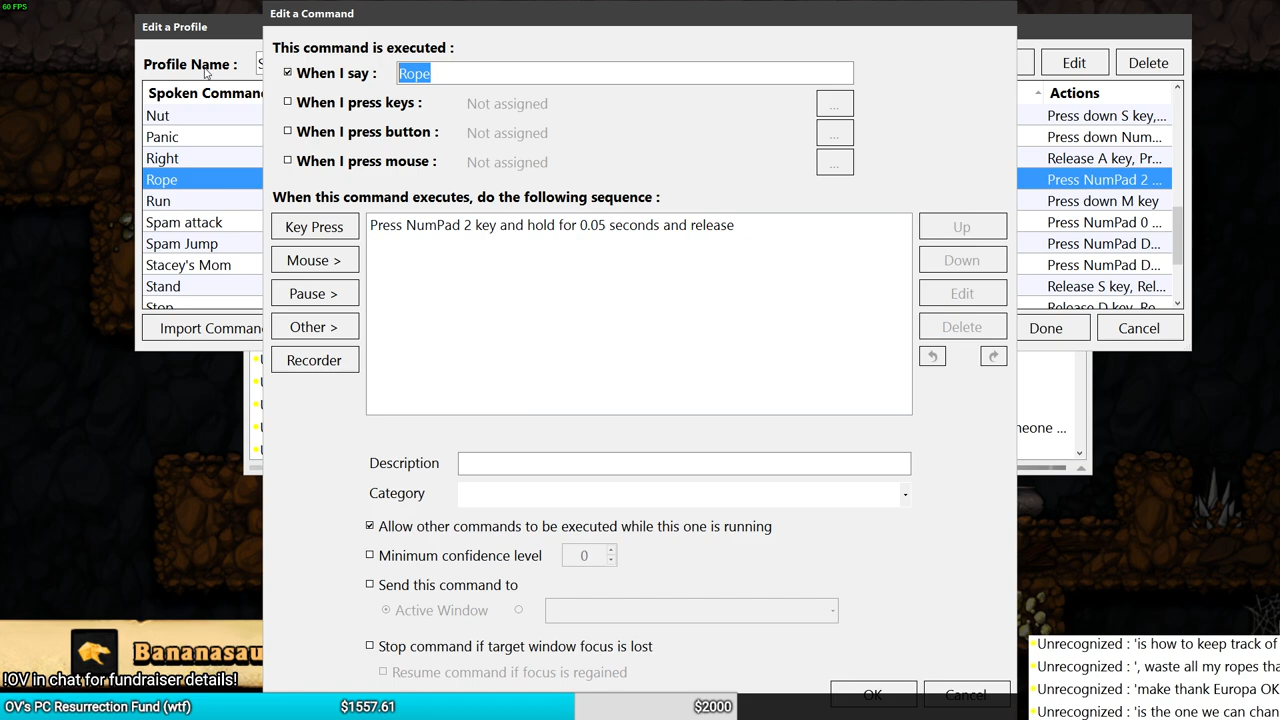 60 FPS
Edit a Command
Edit a Profile
This command is executed :
Profile Name :
Edit
Delete
When I say :
Rope
Spoken Comman
Actions
When I press keys :
Not assigned
...
Nut
Press down S key,...
When I press button :
Not assigned
...
Panic
Press down Num...
When I press mouse :
Not assigned
...
Right
Release A key, Pr...
Rope
Press NumPad 2 ...
When this command executes, do the following sequence :
Run
Press down M key
Key Press
Press NumPad 2 key and hold for 0.05 seconds and release
Up
Spam attack
Press NumPad 0 ...
Spam Jump
Press NumPad D...
Mouse >
Down
Stacey's Mom
Press NumPad D...
Stand
Release S key, Rel...
Pause >
Edit
Stop
Release D key, Re
Import Comman
Other >
Delete
Done
Cancel
Recorder
neone ...
Description
Category
Allow other commands to be executed while this one is running
Minimum confidence level
0
Send this command to
Active Window
Stop command if target window focus is lost
Resume command if focus is regained
OK
Cancel
Bananasau
!OV in chat for fundraiser details!
OV's PC Resurrection Fund (wtf)
$1557.61
$2000
Unrecognized : 'is how to keep track of
Unrecognized : ', waste all my ropes tha
Unrecognized : 'make thank Europa OK
Unrecognized : 'is the one we can chan